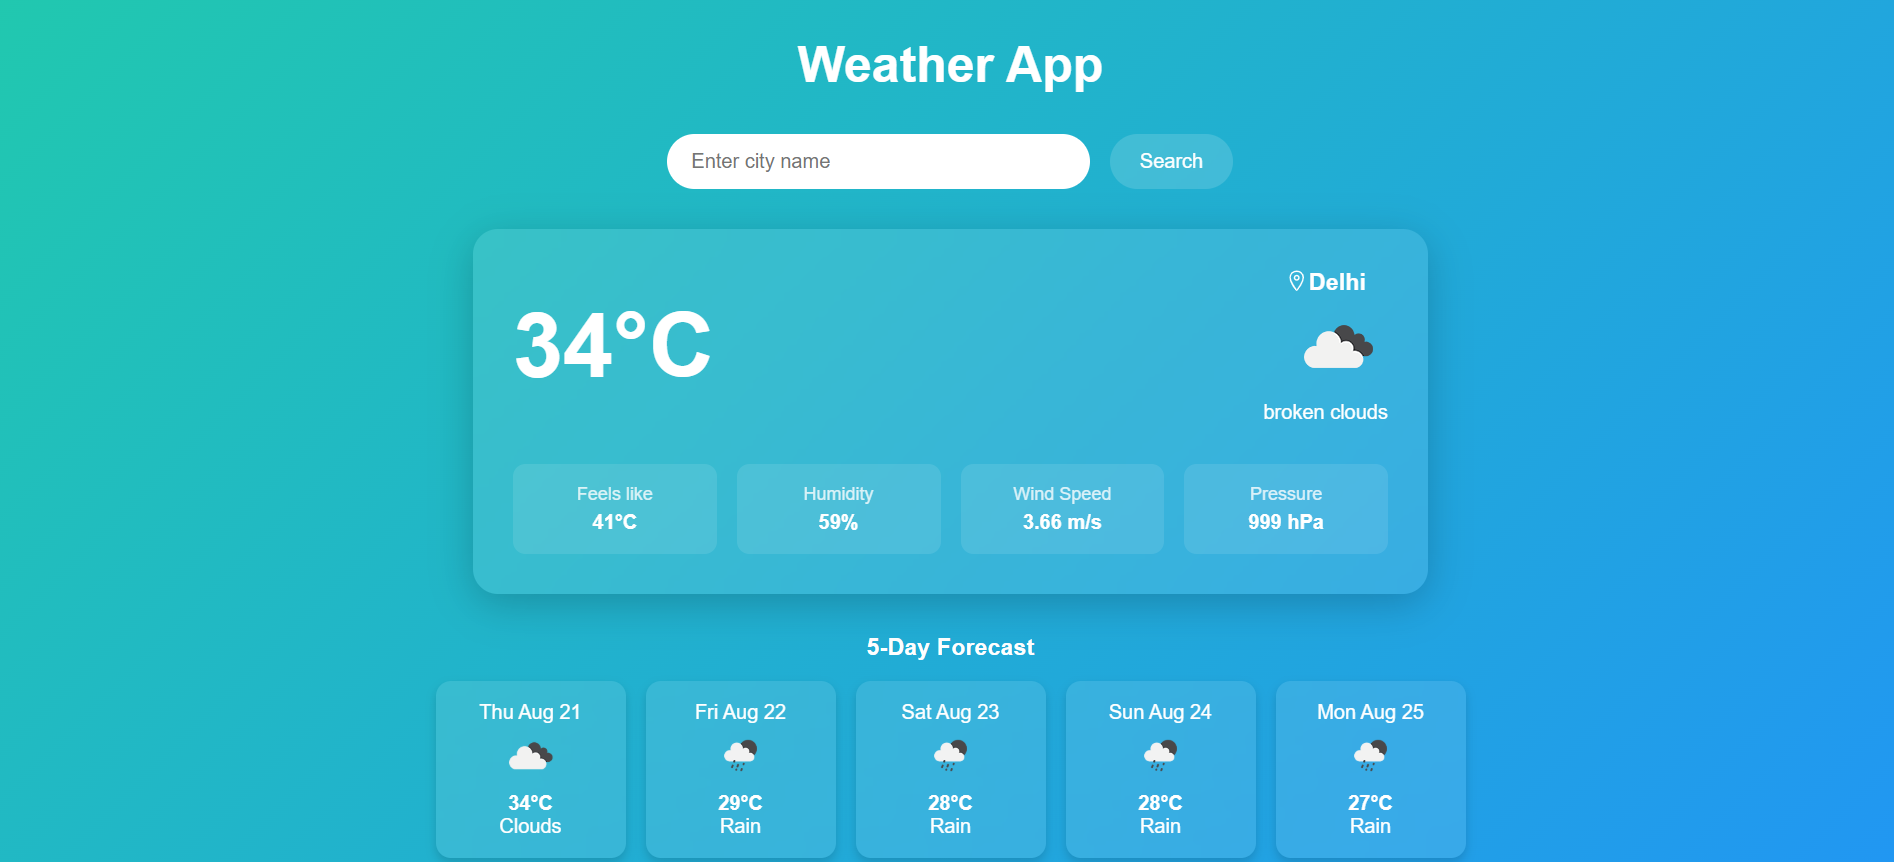 Weather App
Enter city name
Search
34°C
Delhi
broken clouds
Feels like
41°C
Humidity
59%
Wind Speed
3.66 m/s
Pressure
999 hPa
5-Day Forecast
Thu Aug 21
34°C
Clouds
Fri Aug 22
29°C
Rain
Sat Aug 23
28°C
Rain
Sun Aug 24
28°C
Rain
Mon Aug 25
27°C
Rain